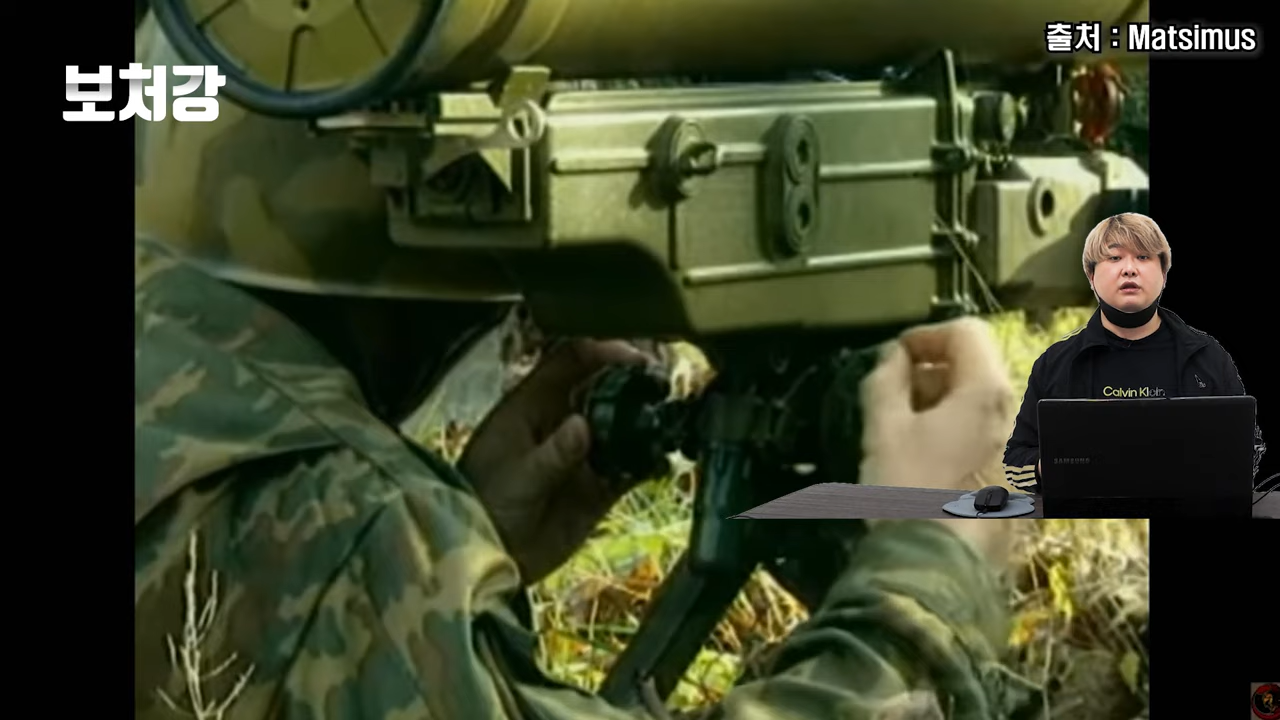 출처 : Matsimus
보처강
Calvin Klein
SAMSUNG